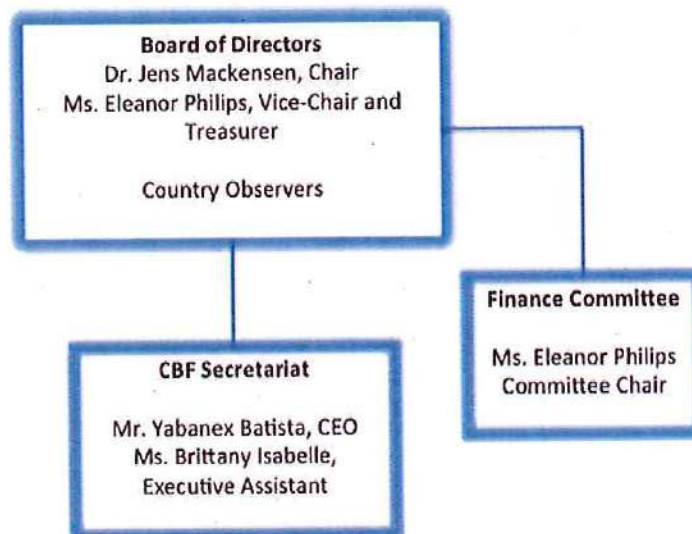 Board of Directors
Dr. Jens Mackensen, Chair
Ms. Eleanor Philips, Vice-Chair and
Treasurer
Country Observers
Finance Committee
Ms. Eleanor Philips
Committee Chair
CBF Secretariat
Mr. Yabanex Batista, CEO
Ms. Brittany Isabelle,
Executive Assistant